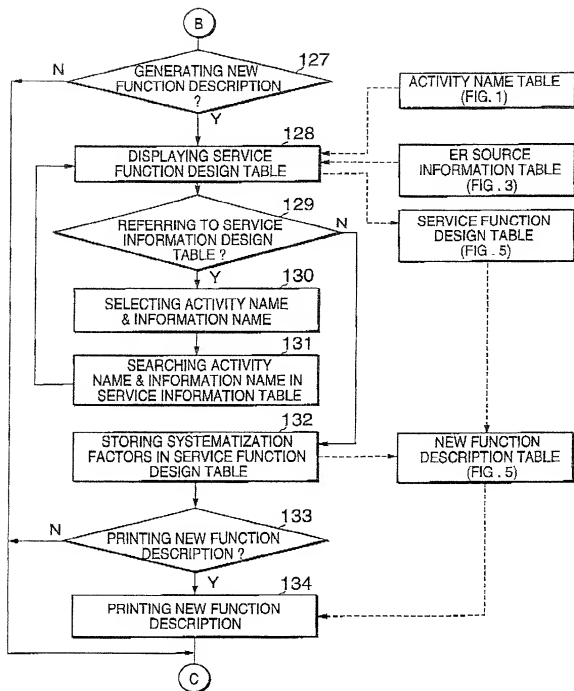 B
127
N
GENERATING NEW
FUNCTION DESCRIPTION
?
Y
ACTIVITY NAME TABLE
(FIG. 1)
128
DISPLAYING SERVICE
FUNCTION DESIGN TABLE
ER SOURCE
INFORMATION TABLE
(FIG. 3)
129
REFERRING TO SERVICE
INFORMATION DESIGN
TABLE ?
N
Y
SERVICE FUNCTION
DESIGN TABLE
(FIG. 5)
130
SELECTING ACTIVITY NAME
& INFORMATION NAME
131
SEARCHING ACTIVITY
NAME & INFORMATION NAME IN
SERVICE INFORMATION TABLE
132
STORING SYSTEMATIZATION
FACTORS IN SERVICE FUNCTION
DESIGN TABLE
NEW FUNCTION
DESCRIPTION TABLE
(FIG. 5)
133
N
PRINTING NEW FUNCTION
DESCRIPTION ?
Y
134
PRINTING NEW FUNCTION
DESCRIPTION
C